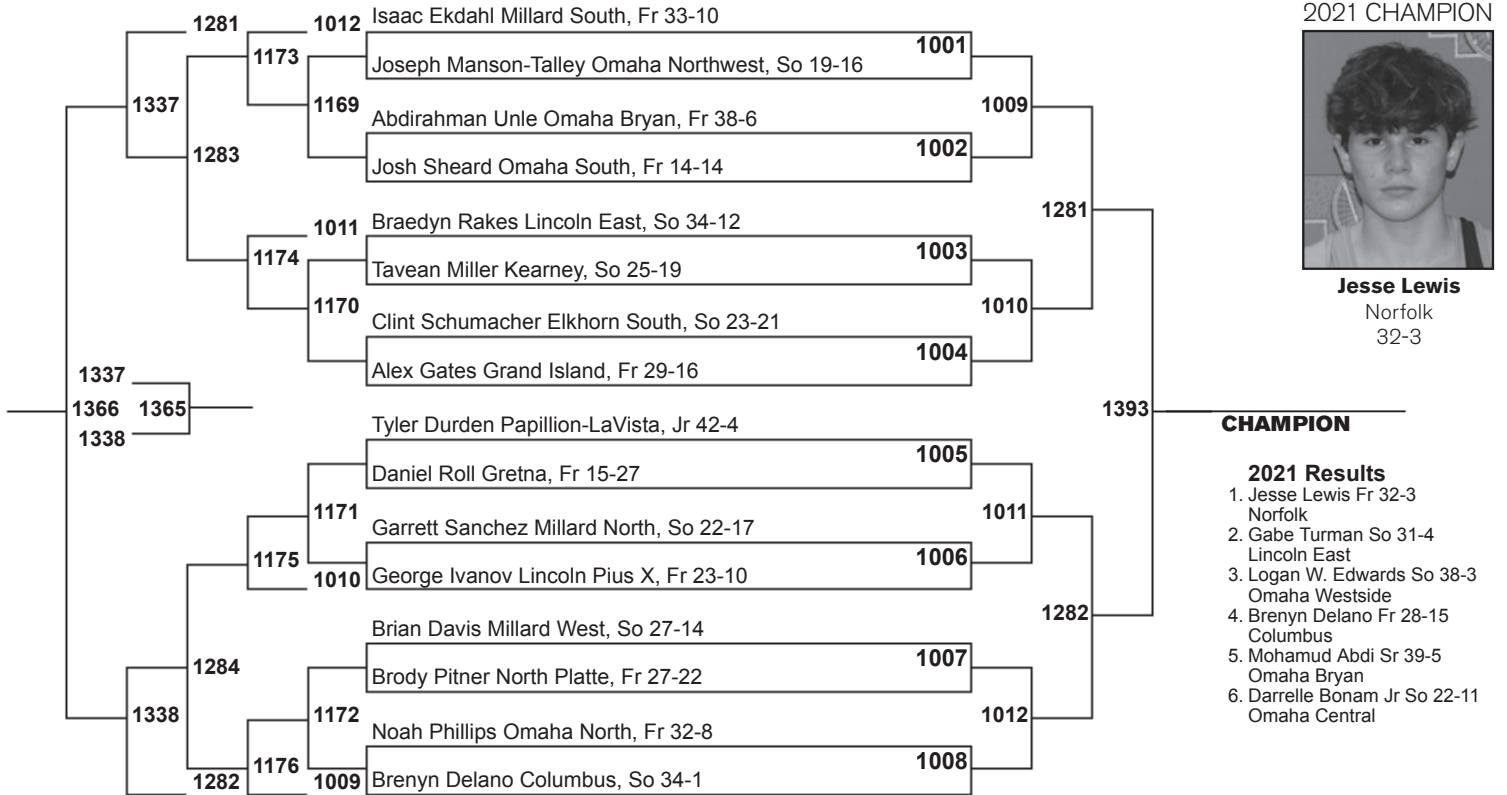 1281
1012
Isaac Ekdahl Millard South, Fr 33-10
2021 CHAMPION
1001
1173
Joseph Manson-Talley Omaha Northwest, So 19-16
1337
1169
Abdirahman Unle Omaha Bryan, Fr 38-6
1009
1283
1002
Josh Sheard Omaha South, Fr 14-14
1011
Braedyn Rakes Lincoln East, So 34-12
1281
1174
1003
Tavean Miller Kearney, So 25-19
1170
Clint Schumacher Elkhorn South, So 23-21
1010
1004
Alex Gates Grand Island, Fr 29-16
Jesse Lewis
Norfolk
32-3
1337
1366
1365
1338
Tyler Durden Papillion-LaVista, Jr 42-4
1393
CHAMPION
1005
Daniel Roll Gretna, Fr 15-27
1171
Garrett Sanchez Millard North, So 22-17
1011
1175
1006
1010
George Ivanov Lincoln Pius X, Fr 23-10
Brian Davis Millard West, So 27-14
1282
1284
1007
Brody Pitner North Platte, Fr 27-22
1338
1172
Noah Phillips Omaha North, Fr 32-8
1012
1176
1008
1282
1009
Brenyn Delano Columbus, So 34-1
2021 Results
1. Jesse Lewis Fr 32-3
Norfolk
2. Gabe Turman So 31-4
Lincoln East
3. Logan W. Edwards So 38-3
Omaha Westside
4. Brenyn Delano Fr 28-15
Columbus
5. Mohamud Abdi Sr 39-5
Omaha Bryan
6. Darrelle Bonam Jr So 22-11
Omaha Central